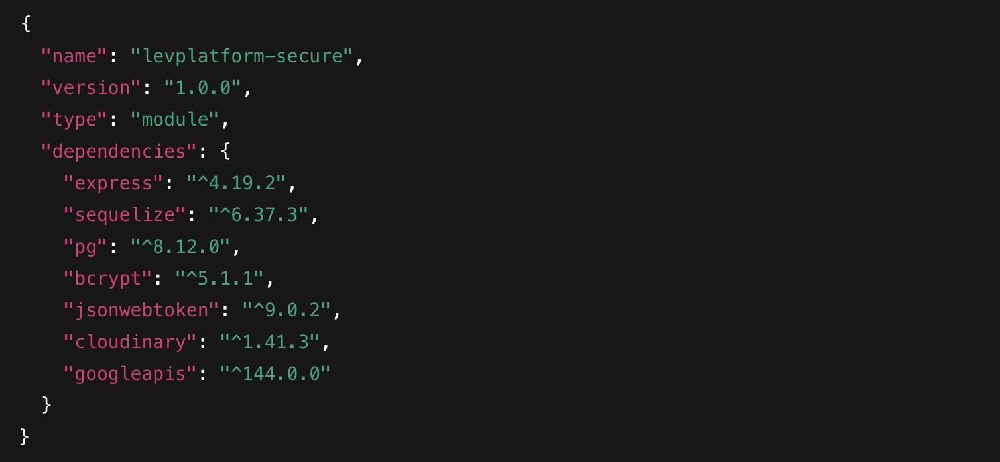 {
  "name": "levplatform-secure",
  "version": "1.0.0",
  "type": "module",
  "dependencies": {
    "express": "^4.19.2",
    "sequelize": "^6.37.3",
    "pg": "^8.12.0",
    "bcrypt": "^5.1.1",
    "jsonwebtoken": "^9.0.2",
    "cloudinary": "^1.41.3",
    "googleapis": "^144.0.0"
  }
}